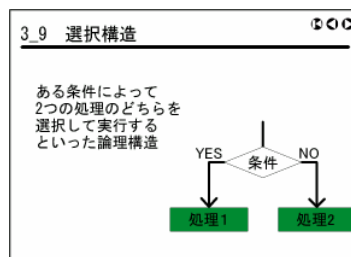 3_9 選択構造
ある条件によって
2つの処理のどちらを
選択して実行する
といった論理構造
YES
条件
NO
処理1
処理2